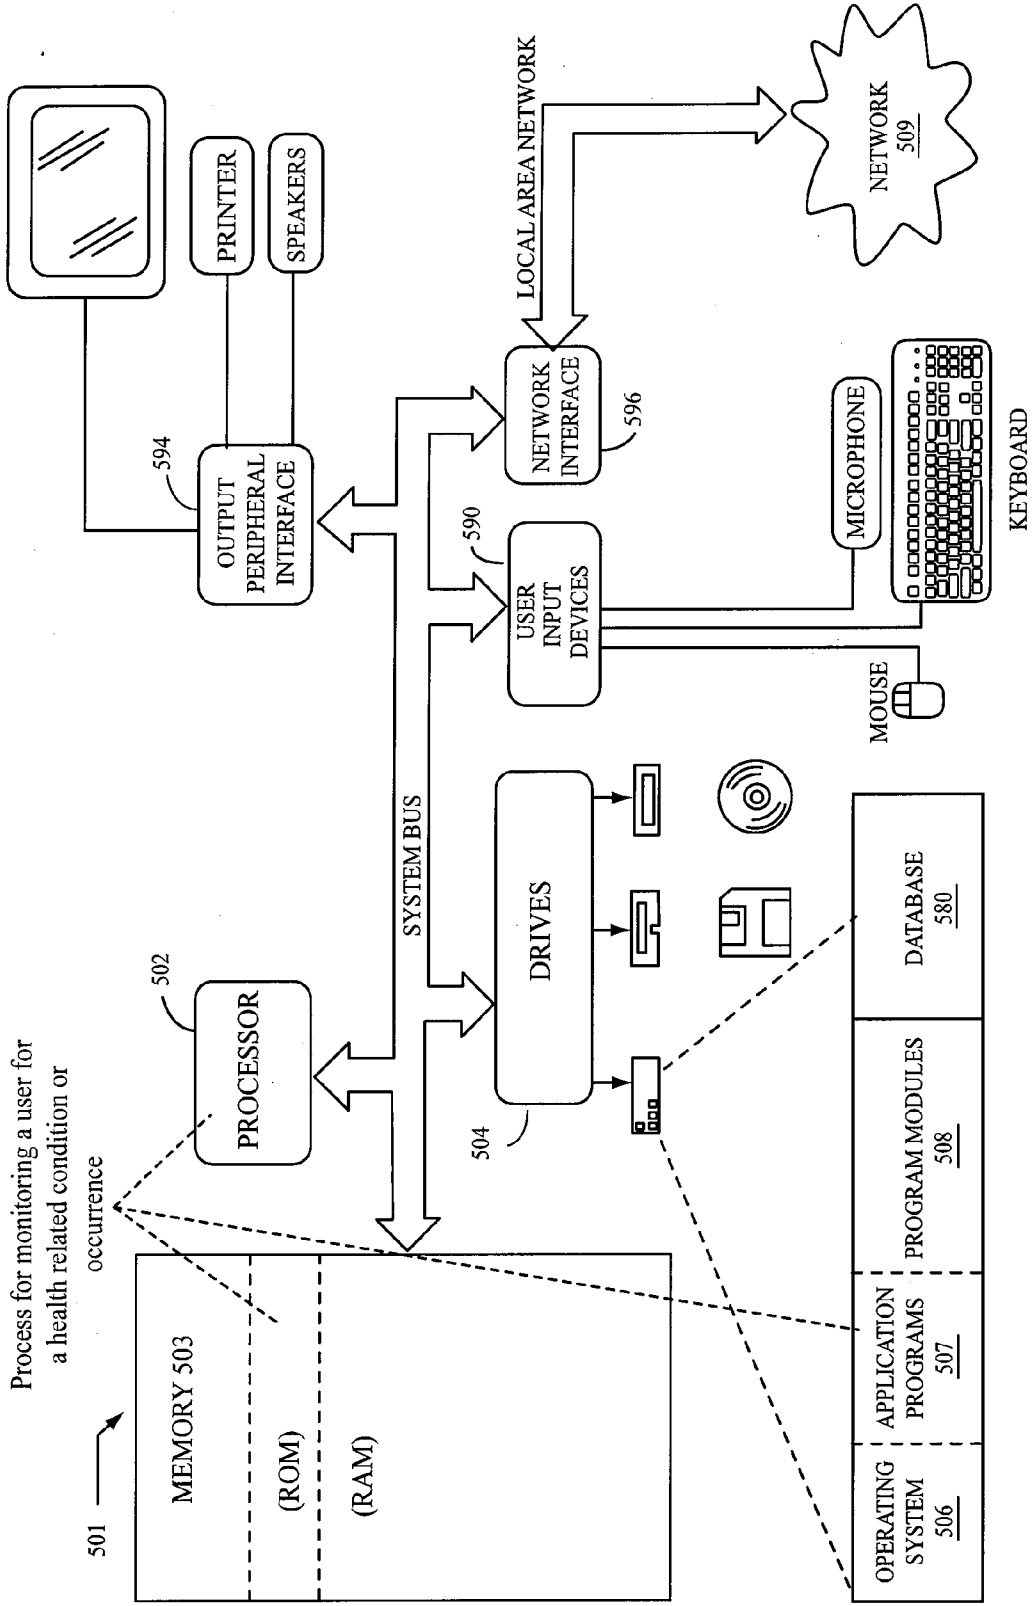 Process for monitoring a user for
a health related condition or
occurrence
501
MEMORY 503
(ROM)
(RAM)
502
PROCESSOR
594
OUTPUT
PERIPHERAL
INTERFACE
PRINTER
SPEAKERS
SYSTEM BUS
504
DRIVES
590
USER
INPUT
DEVICES
NETWORK
INTERFACE
596
LOCAL AREA NETWORK
NETWORK
509
MOUSE
MICROPHONE
KEYBOARD
OPERATING
SYSTEM
506
APPLICATION
PROGRAMS
507
PROGRAM MODULES
508
DATABASE
580